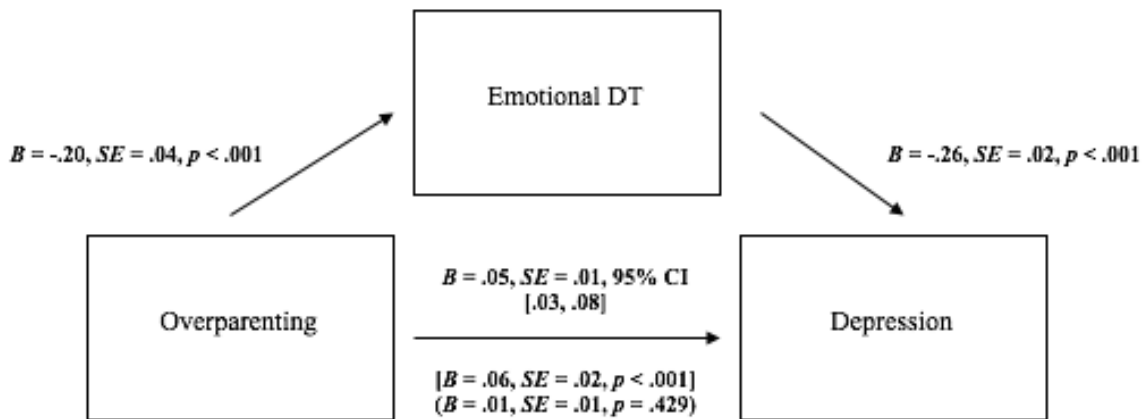 Emotional DT
B = -.20, SE = .04, p < .001
B = -.26, SE = .02, p < .001
Overparenting
B = .05, SE = .01, 95% CI
[.03, .08]
Depression
[B = .06, SE = .02, p < .001]
(B = .01, SE = .01, p = .429)